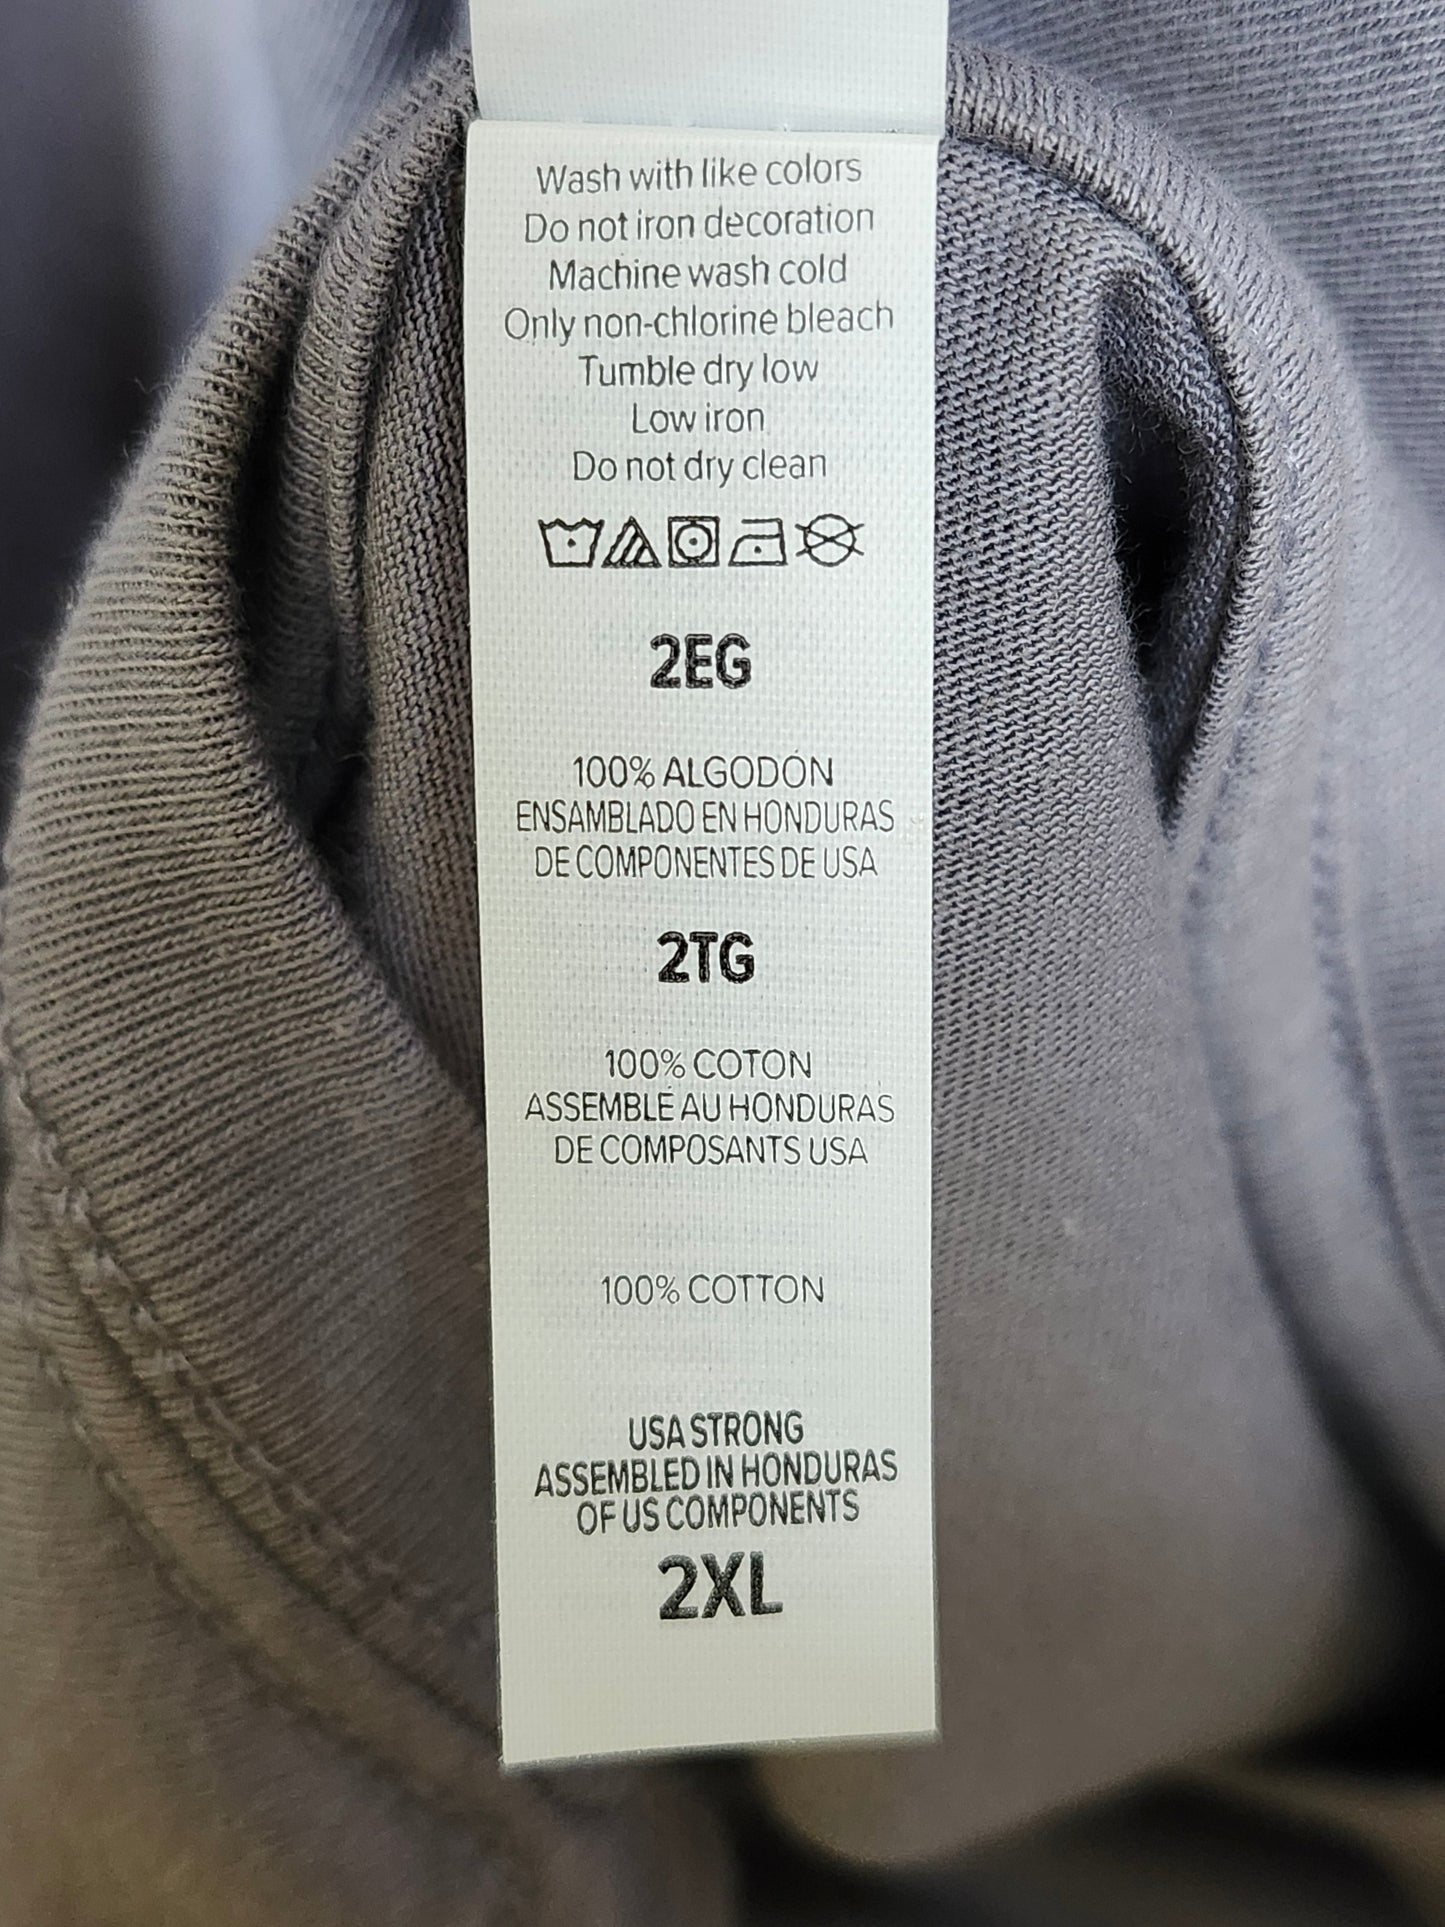 Wash with like colors
Do not iron decoration
Machine wash cold
Only non-chlorine bleach
Tumble dry low
Low iron
Do not dry clean
2EG
100% ALGODÓN
ENSAMBLADO EN HONDURAS
DE COMPONENTES DE USA
2TG
100% COTON
ASSEMBLÉ AU HONDURAS
DE COMPOSANTS USA
100% COTTON
USA STRONG
ASSEMBLED IN HONDURAS
OF US COMPONENTS
2XL